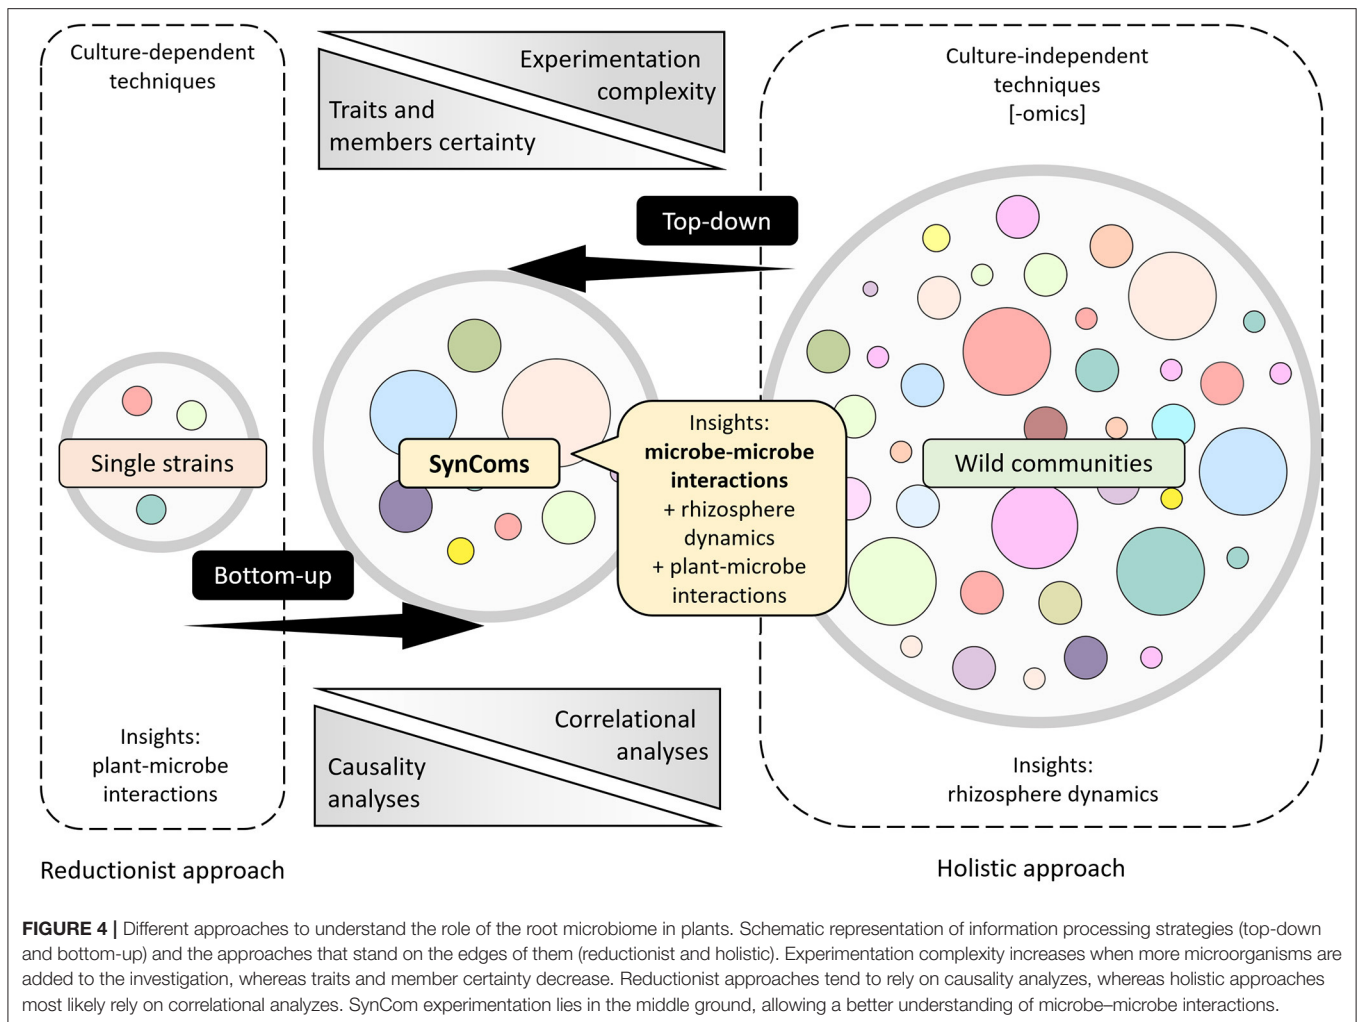 Culture-dependent
techniques
Experimentation
complexity
Traits and
members certainty
Culture-independent
techniques
[-omics]
Top-down
Single strains
SynComs
Insights:
microbe-microbe
interactions
+ rhizosphere
dynamics
+ plant-microbe
interactions
Wild communities
Bottom-up
Insights:
plant-microbe
interactions
Correlational
analyses
Causality
analyses
Insights:
rhizosphere dynamics
Reductionist approach
Holistic approach
FIGURE 4 | Different approaches to understand the role of the root microbiome in plants. Schematic representation of information processing strategies (top-down
and bottom-up) and the approaches that stand on the edges of them (reductionist and holistic). Experimentation complexity increases when more microorganisms are
added to the investigation, whereas traits and member certainty decrease. Reductionist approaches tend to rely on causality analyzes, whereas holistic approaches
most likely rely on correlational analyzes. SynCom experimentation lies in the middle ground, allowing a better understanding of microbe–microbe interactions.